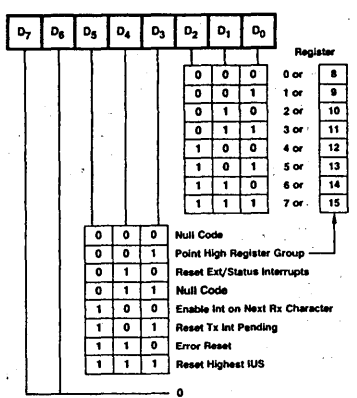 D7 D6 D5 D4 D3 D2 D1 D0
Register
0 0 0 0 or 8
0 0 1 1 or 9
0 1 0 2 or 10
0 1 1 3 or 11
1 0 0 4 or 12
1 0 1 5 or 13
1 1 0 6 or 14
1 1 1 7 or 15
0 0 0 Null Code
0 0 1 Point High Register Group
0 1 0 Reset Ext/Status Interrupts
0 1 1 Null Code
1 0 0 Enable Int on Next Rx Character
1 0 1 Reset Tx Int Pending
1 1 0 Error Reset
1 1 1 Reset Highest IUS
0